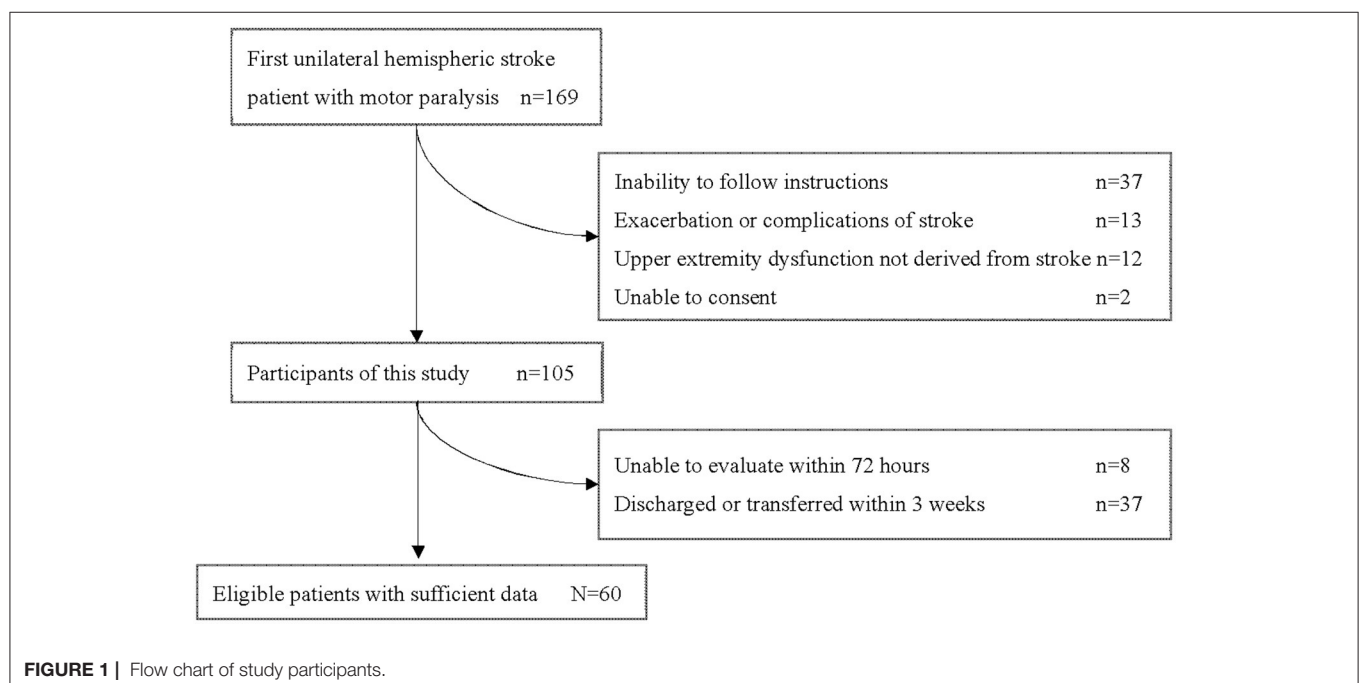 First unilateral hemispheric stroke
patient with motor paralysis n=169
Inability to follow instructions n=37
Exacerbation or complications of stroke n=13
Upper extremity dysfunction not derived from stroke n=12
Unable to consent n=2
Participants of this study n=105
Unable to evaluate within 72 hours n=8
Discharged or transferred within 3 weeks n=37
Eligible patients with sufficient data N=60
FIGURE 1 | Flow chart of study participants.